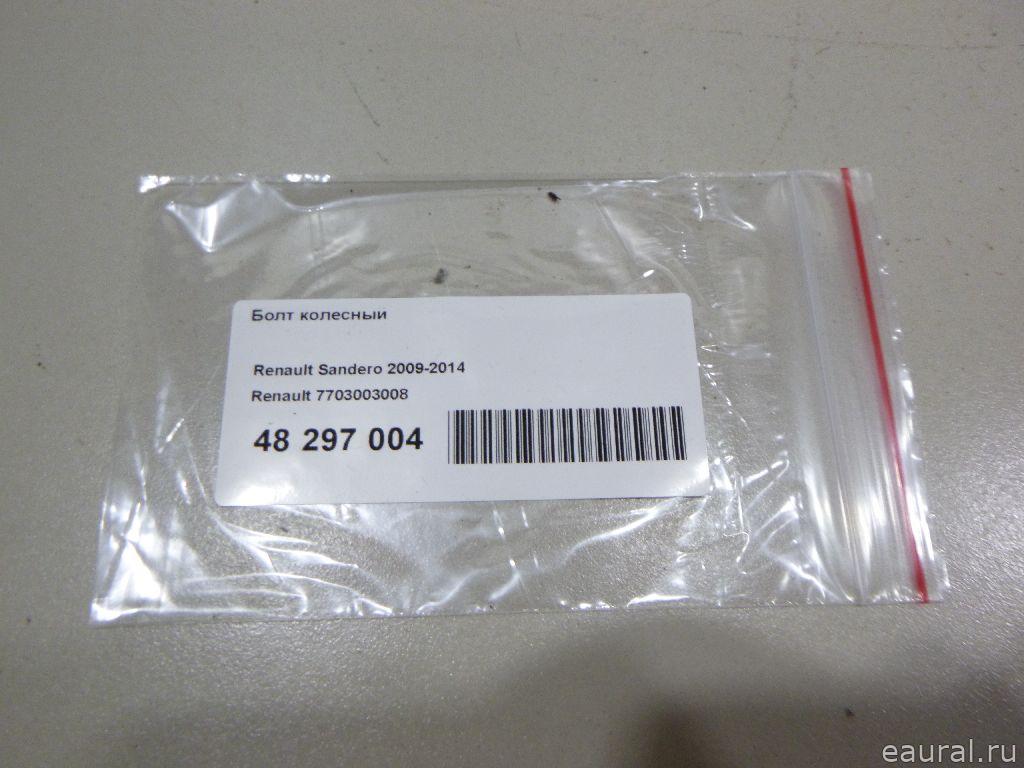 Болт колесный
Renault Sandero 2009-2014
Renault 7703003008
48 297 004
eaural.ru